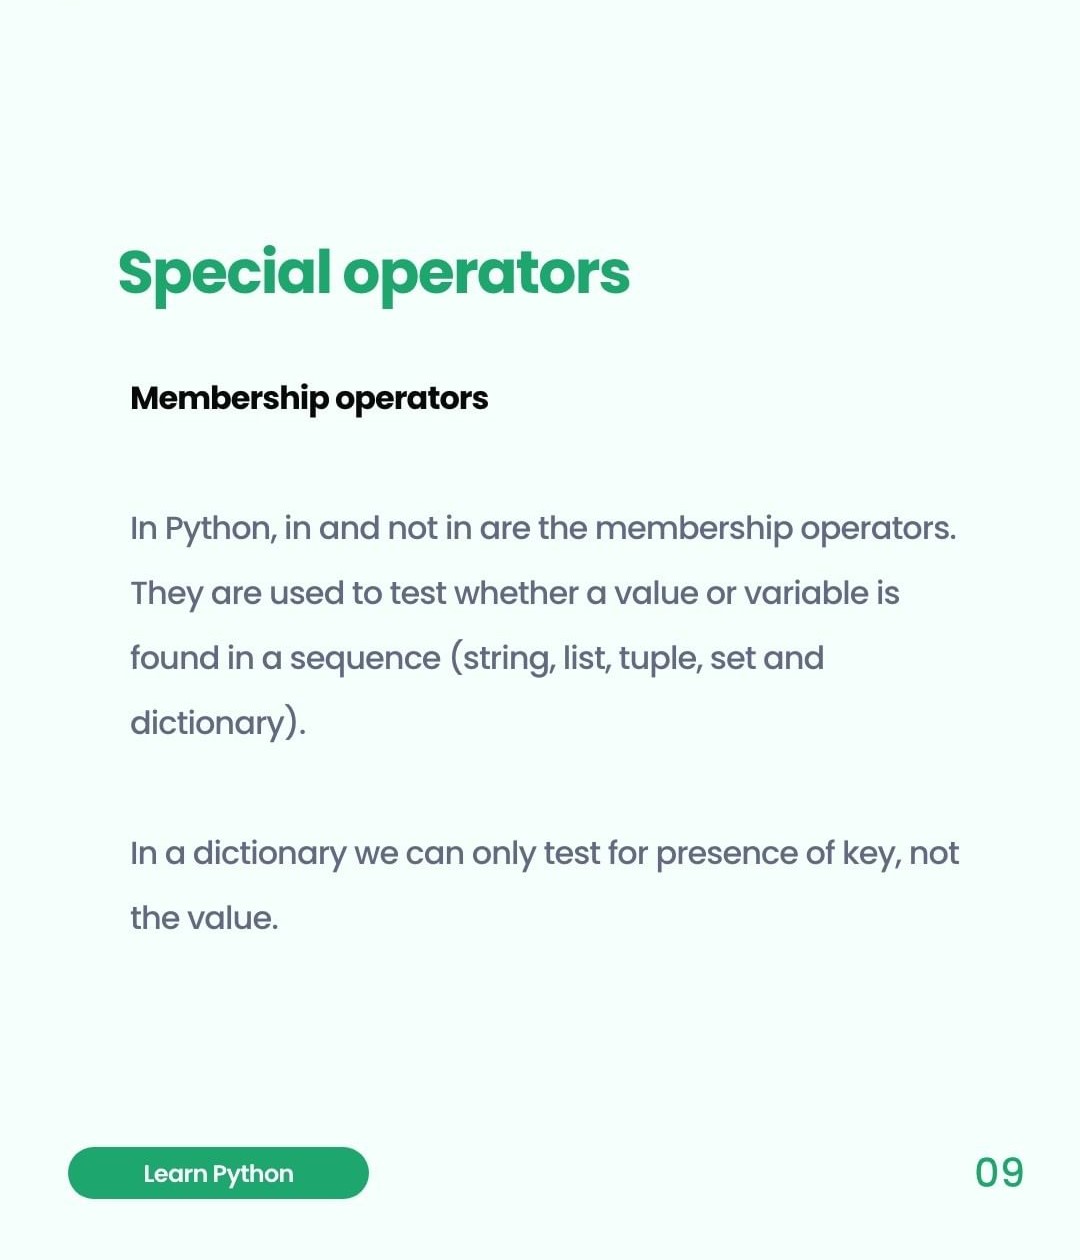 Special operators
Membership operators
In Python, in and not in are the membership operators.
They are used to test whether a value or variable is
found in a sequence (string, list, tuple, set and
dictionary).
In a dictionary we can only test for presence of key, not
the value.
Learn Python
09